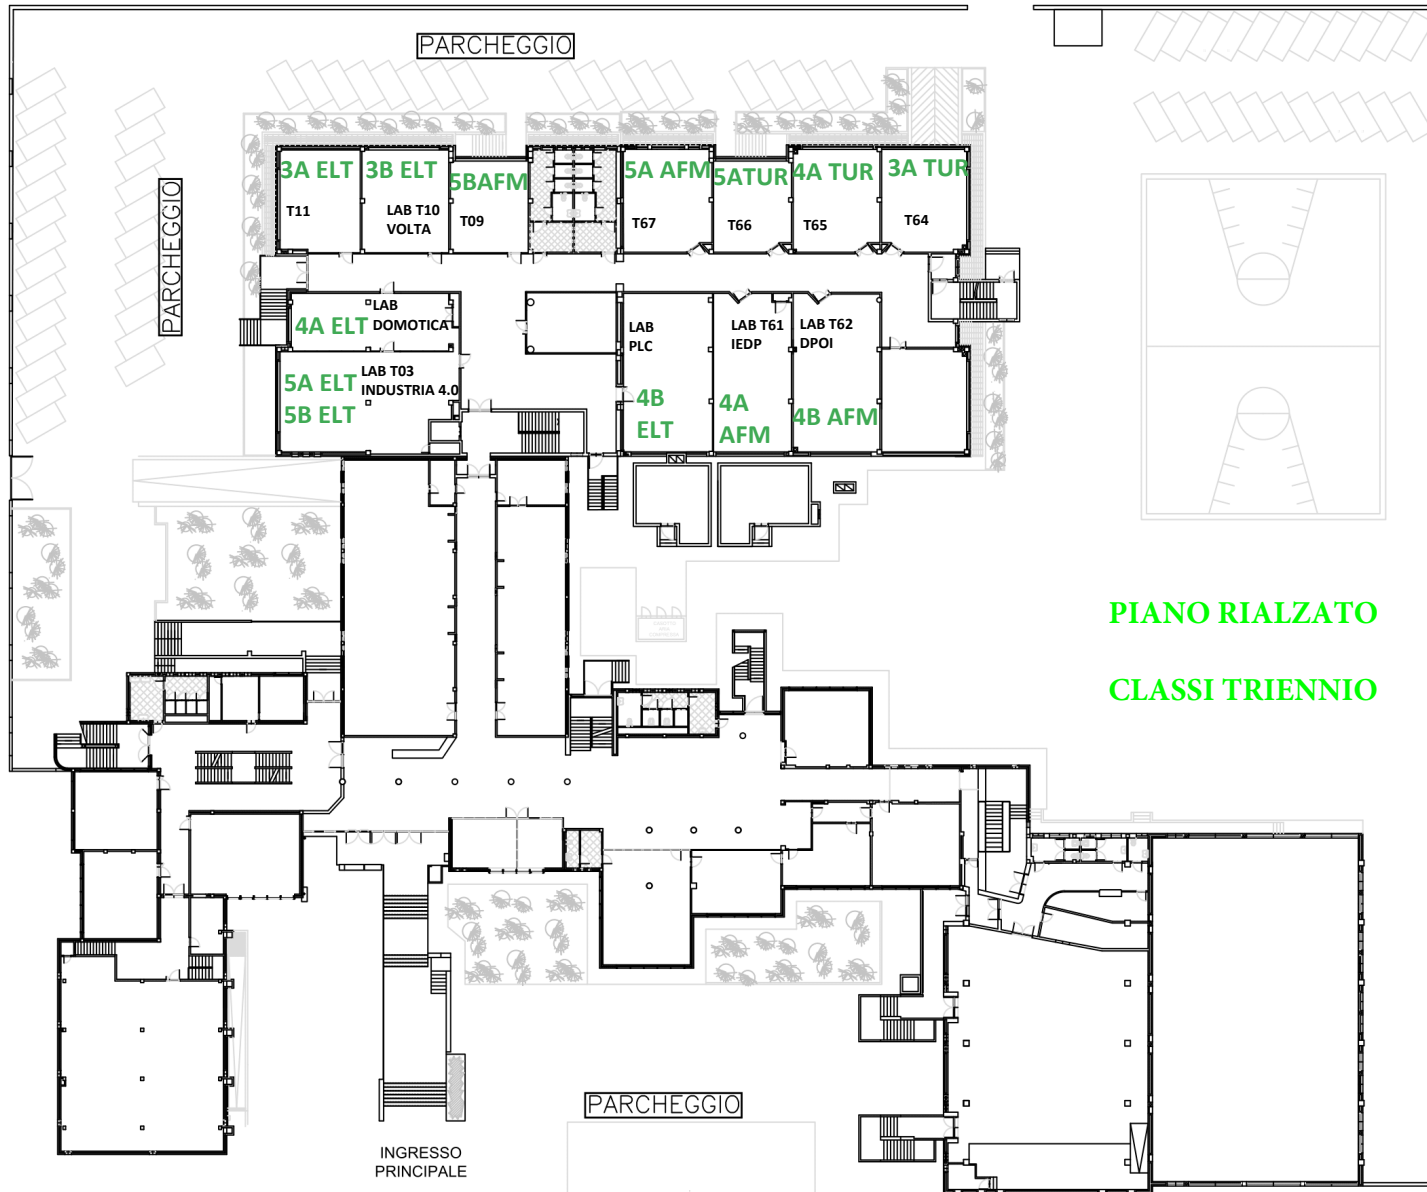 PARCHEGGIO
PARCHEGGIO
3A ELT
T11
3B ELT
LAB T10
VOLTA
5BAFM
T09
5A AFM
T67
5ATUR
T66
4A TUR
T65
3A TUR
T64
4A ELT
LAB
DOMOTICA
5A ELT
5B ELT
LAB T03
INDUSTRIA 4.0
LAB
PLC
4B
ELT
LAB T61
IEDP
4A
AFM
LAB T62
DPOI
4B AFM
PIANO RIALZATO
CLASSI TRIENNIO
PARCHEGGIO
INGRESSO
PRINCIPALE